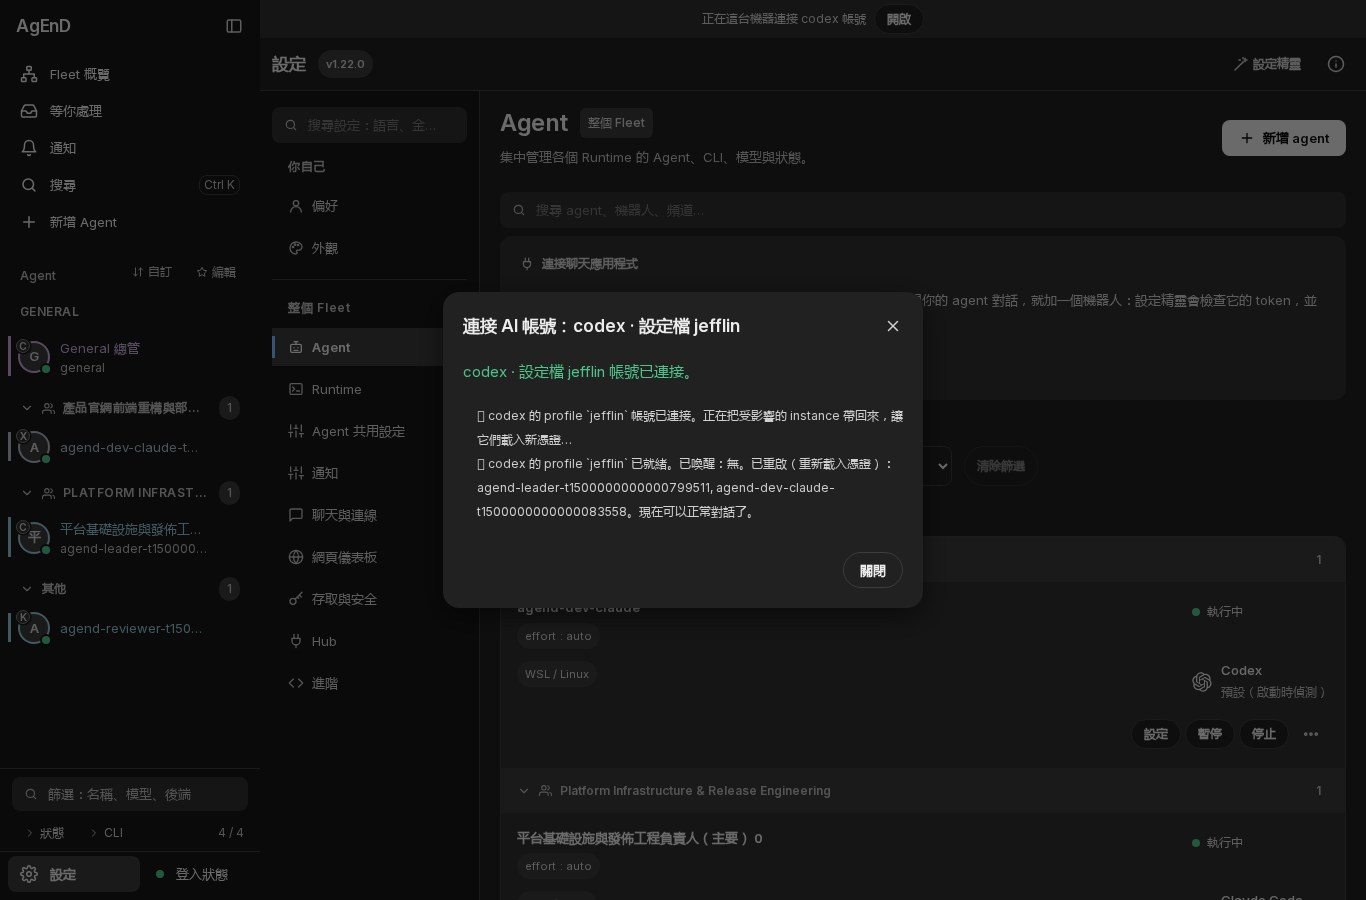 AgEnD
Fleet 概覽
等你處理
通知
搜尋
Ctrl K
新增 Agent
Agent
自訂
編輯
GENERAL
C
G
General 總管
general
產品官網前端重構與部…
1
X
A
agend-dev-claude-t…
PLATFORM INFRAST…
1
C
平
平台基礎設施與發佈工…
agend-leader-t150000…
其他
1
K
A
agend-reviewer-t150…
篩選：名稱、模型、後端
狀態
CLI
4 / 4
設定
登入狀態
正在這台機器連接 codex 帳號
開啟
設定
v1.22.0
設定精靈
搜尋設定：語言、金…
你自己
偏好
外觀
整個 Fleet
Agent
Runtime
Agent 共用設定
通知
聊天與連線
網頁儀表板
存取與安全
Hub
進階
Agent
整個 Fleet
集中管理各個 Runtime 的 Agent、CLI、模型與狀態。
新增 agent
搜尋 agent、機器人、頻道…
連接聊天應用程式
你的 agent 對話，就加一個機器人：設定精靈會檢查它的 token，並
清除篩選
連接 AI 帳號：codex · 設定檔 jefflin
codex · 設定檔 jefflin 帳號已連接。
codex 的 profile `jefflin` 帳號已連接。正在把受影響的 instance 帶回來，讓
它們載入新憑證…
codex 的 profile `jefflin` 已就緒。已喚醒：無。已重啟（重新載入憑證）：
agend-leader-t1500000000000799511, agend-dev-claude-
t1500000000000083558。現在可以正常對話了。
關閉
1
agend-dev-claude
執行中
effort：auto
WSL / Linux
Codex
預設（啟動時偵測）
設定
暫停
停止
Platform Infrastructure & Release Engineering
1
平台基礎設施與發佈工程負責人（主要）0
執行中
effort：auto
Claude Code